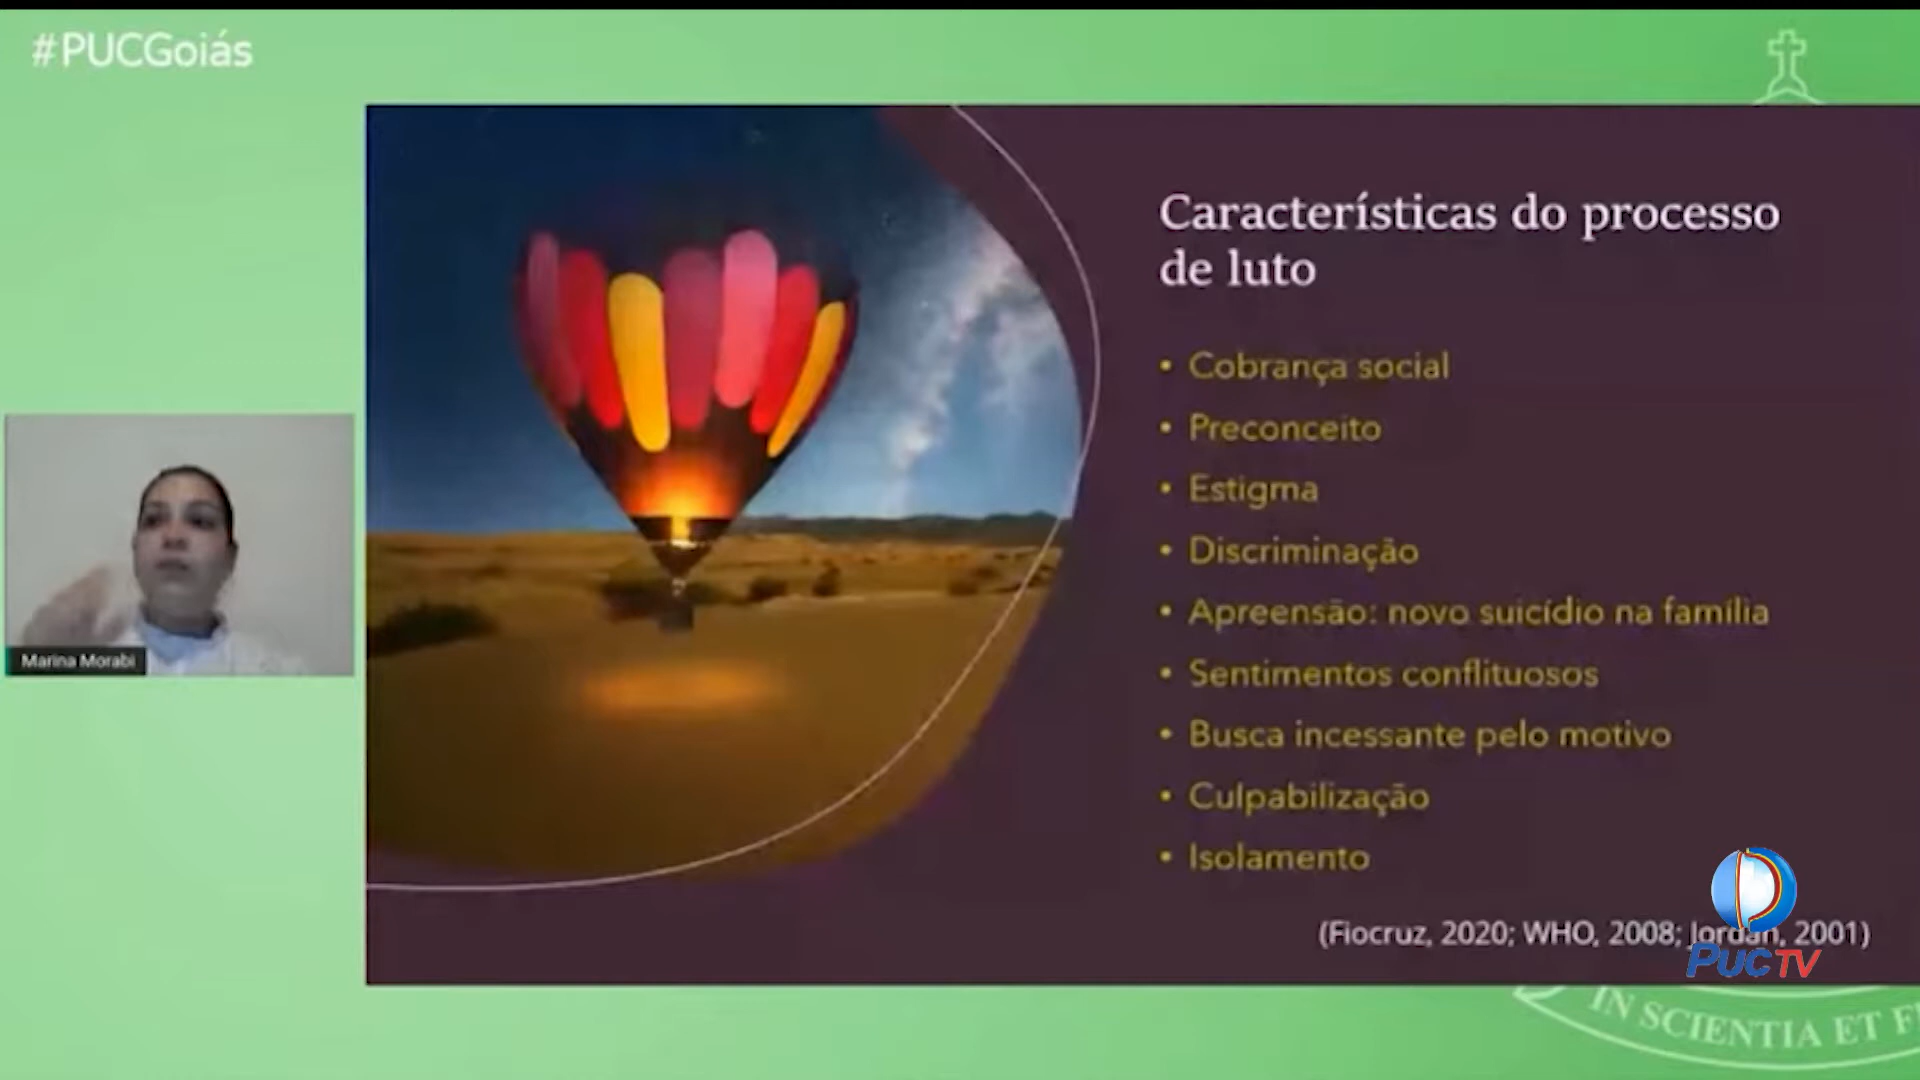 #PUCGoiás
Características do processo
de luto
• Cobrança social
• Preconceito
• Estigma
• Discriminação
• Apreensão: novo suicídio na família
• Sentimentos conflituosos
• Busca incessante pelo motivo
• Culpabilização
• Isolamento
(Fiocruz, 2020; WHO, 2008; Jordan, 2001)
Marina Morabi
PUC TV
IN SCIENTIA ET